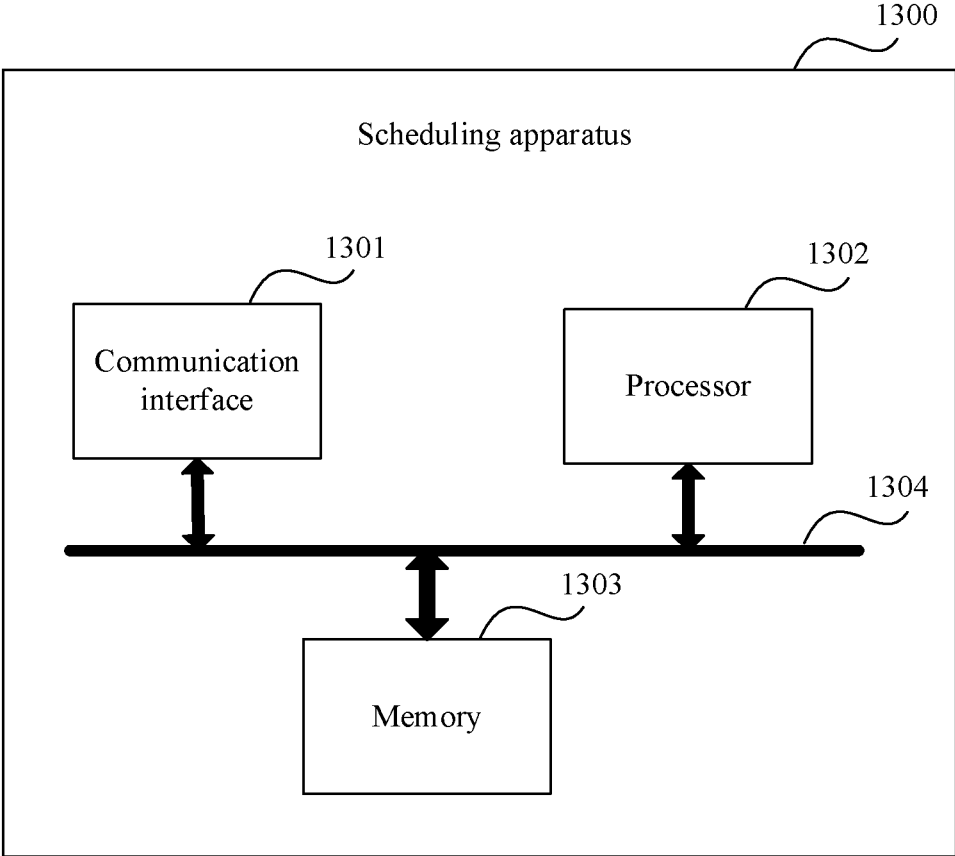 1300
Scheduling apparatus
1301
1302
Communication
interface
Processor
1304
1303
Memory